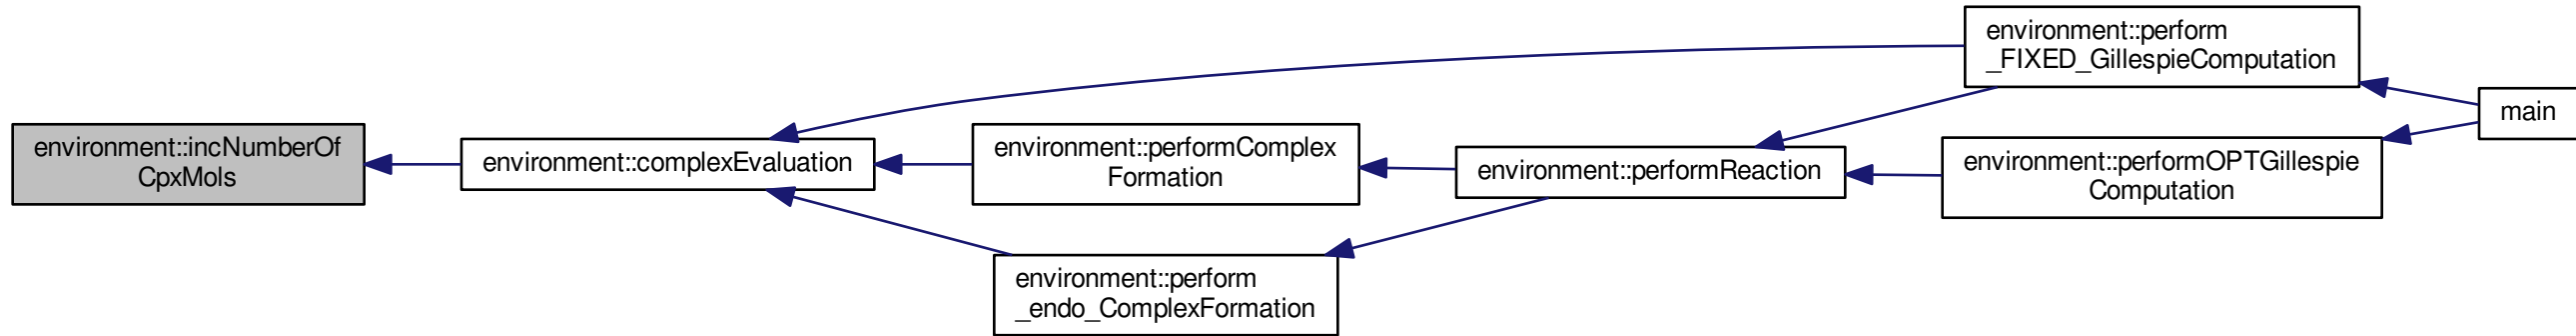 environment::incNumberOf
CpxMols
environment::complexEvaluation
environment::performComplex
Formation
environment::perform
_endo_ComplexFormation
environment::performReaction
environment::perform
_FIXED_GillespieComputation
environment::performOPTGillespie
Computation
main